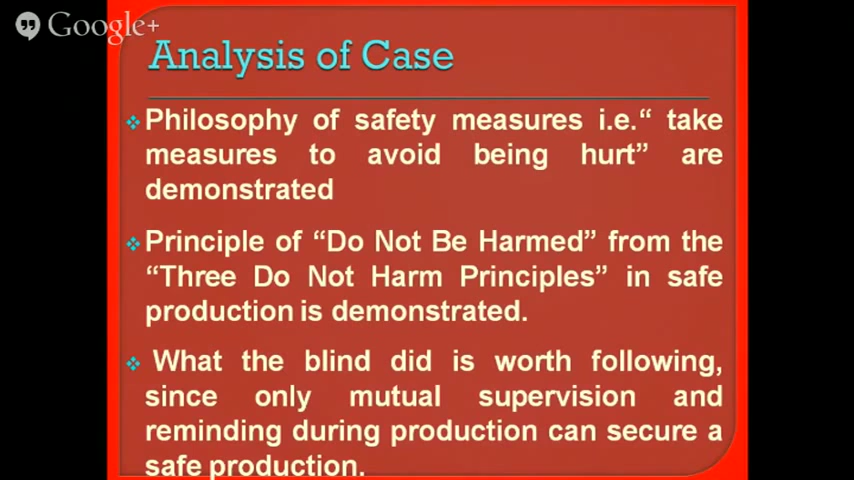 Google+
Analysis of Case
Philosophy of safety measures i.e.“ take
measures to avoid being hurt” are
demonstrated
Principle of “Do Not Be Harmed” from the
“Three Do Not Harm Principles” in safe
production is demonstrated.
What the blind did is worth following,
since only mutual supervision and
reminding during production can secure a
safe production.